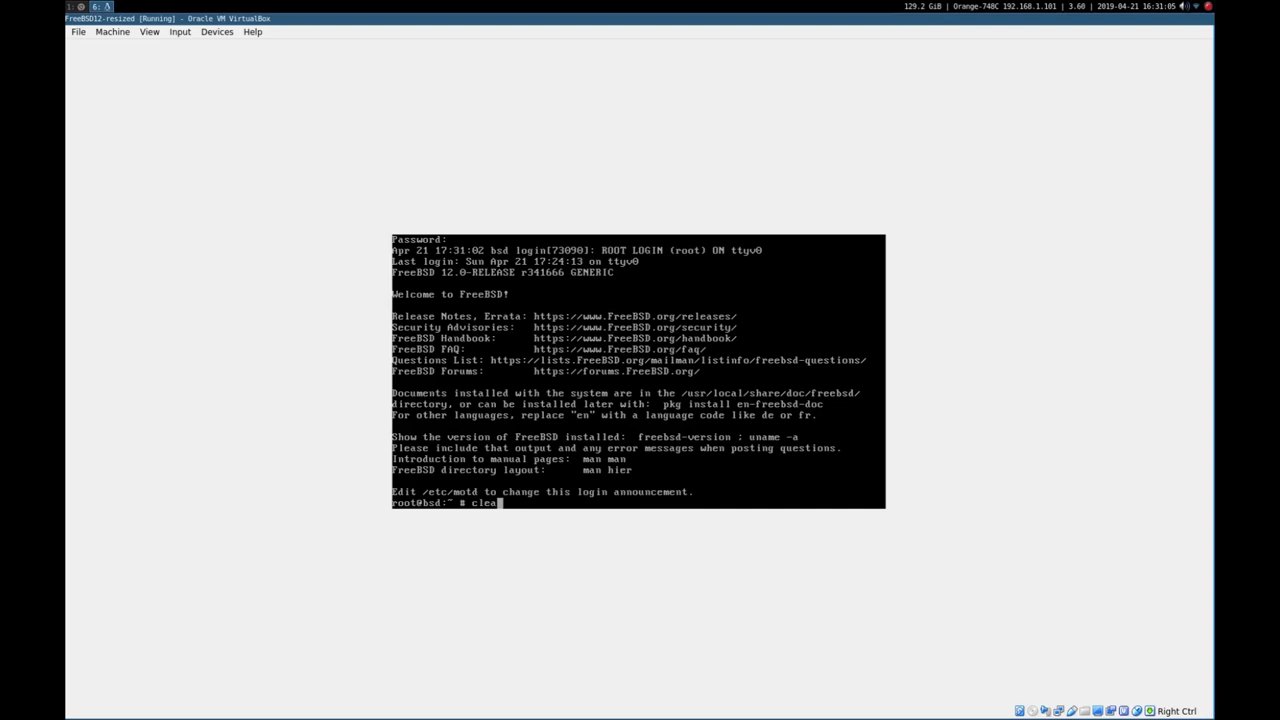 1: 6: 129.2 GiB | Orange-748C 192.168.1.101 | 3.60 | 2019-04-21 16:31:05
FreeBSD12-resized [Running] - Oracle VM VirtualBox
File Machine View Input Devices Help
Password:
Apr 21 17:31:02 bsd login[73090]: ROOT LOGIN (root) ON ttyv0
Last login: Sun Apr 21 17:24:13 on ttyv0
FreeBSD 12.0-RELEASE r341666 GENERIC
Welcome to FreeBSD!
Release Notes, Errata: https://www.FreeBSD.org/releases/
Security Advisories: https://www.FreeBSD.org/security/
FreeBSD Handbook: https://www.FreeBSD.org/handbook/
FreeBSD FAQ: https://www.FreeBSD.org/faq/
Questions List: https://lists.FreeBSD.org/mailman/listinfo/freebsd-questions/
FreeBSD Forums: https://forums.FreeBSD.org/
Documents installed with the system are in the /usr/local/share/doc/freebsd/
directory, or can be installed later with: pkg install en-freebsd-doc
For other languages, replace "en" with a language code like de or fr.
Show the version of FreeBSD installed: freebsd-version ; uname -a
Please include that output and any error messages when posting questions.
Introduction to manual pages: man man
FreeBSD directory layout: man hier
Edit /etc/motd to change this login announcement.
root@bsd:~ # clea
Right Ctrl